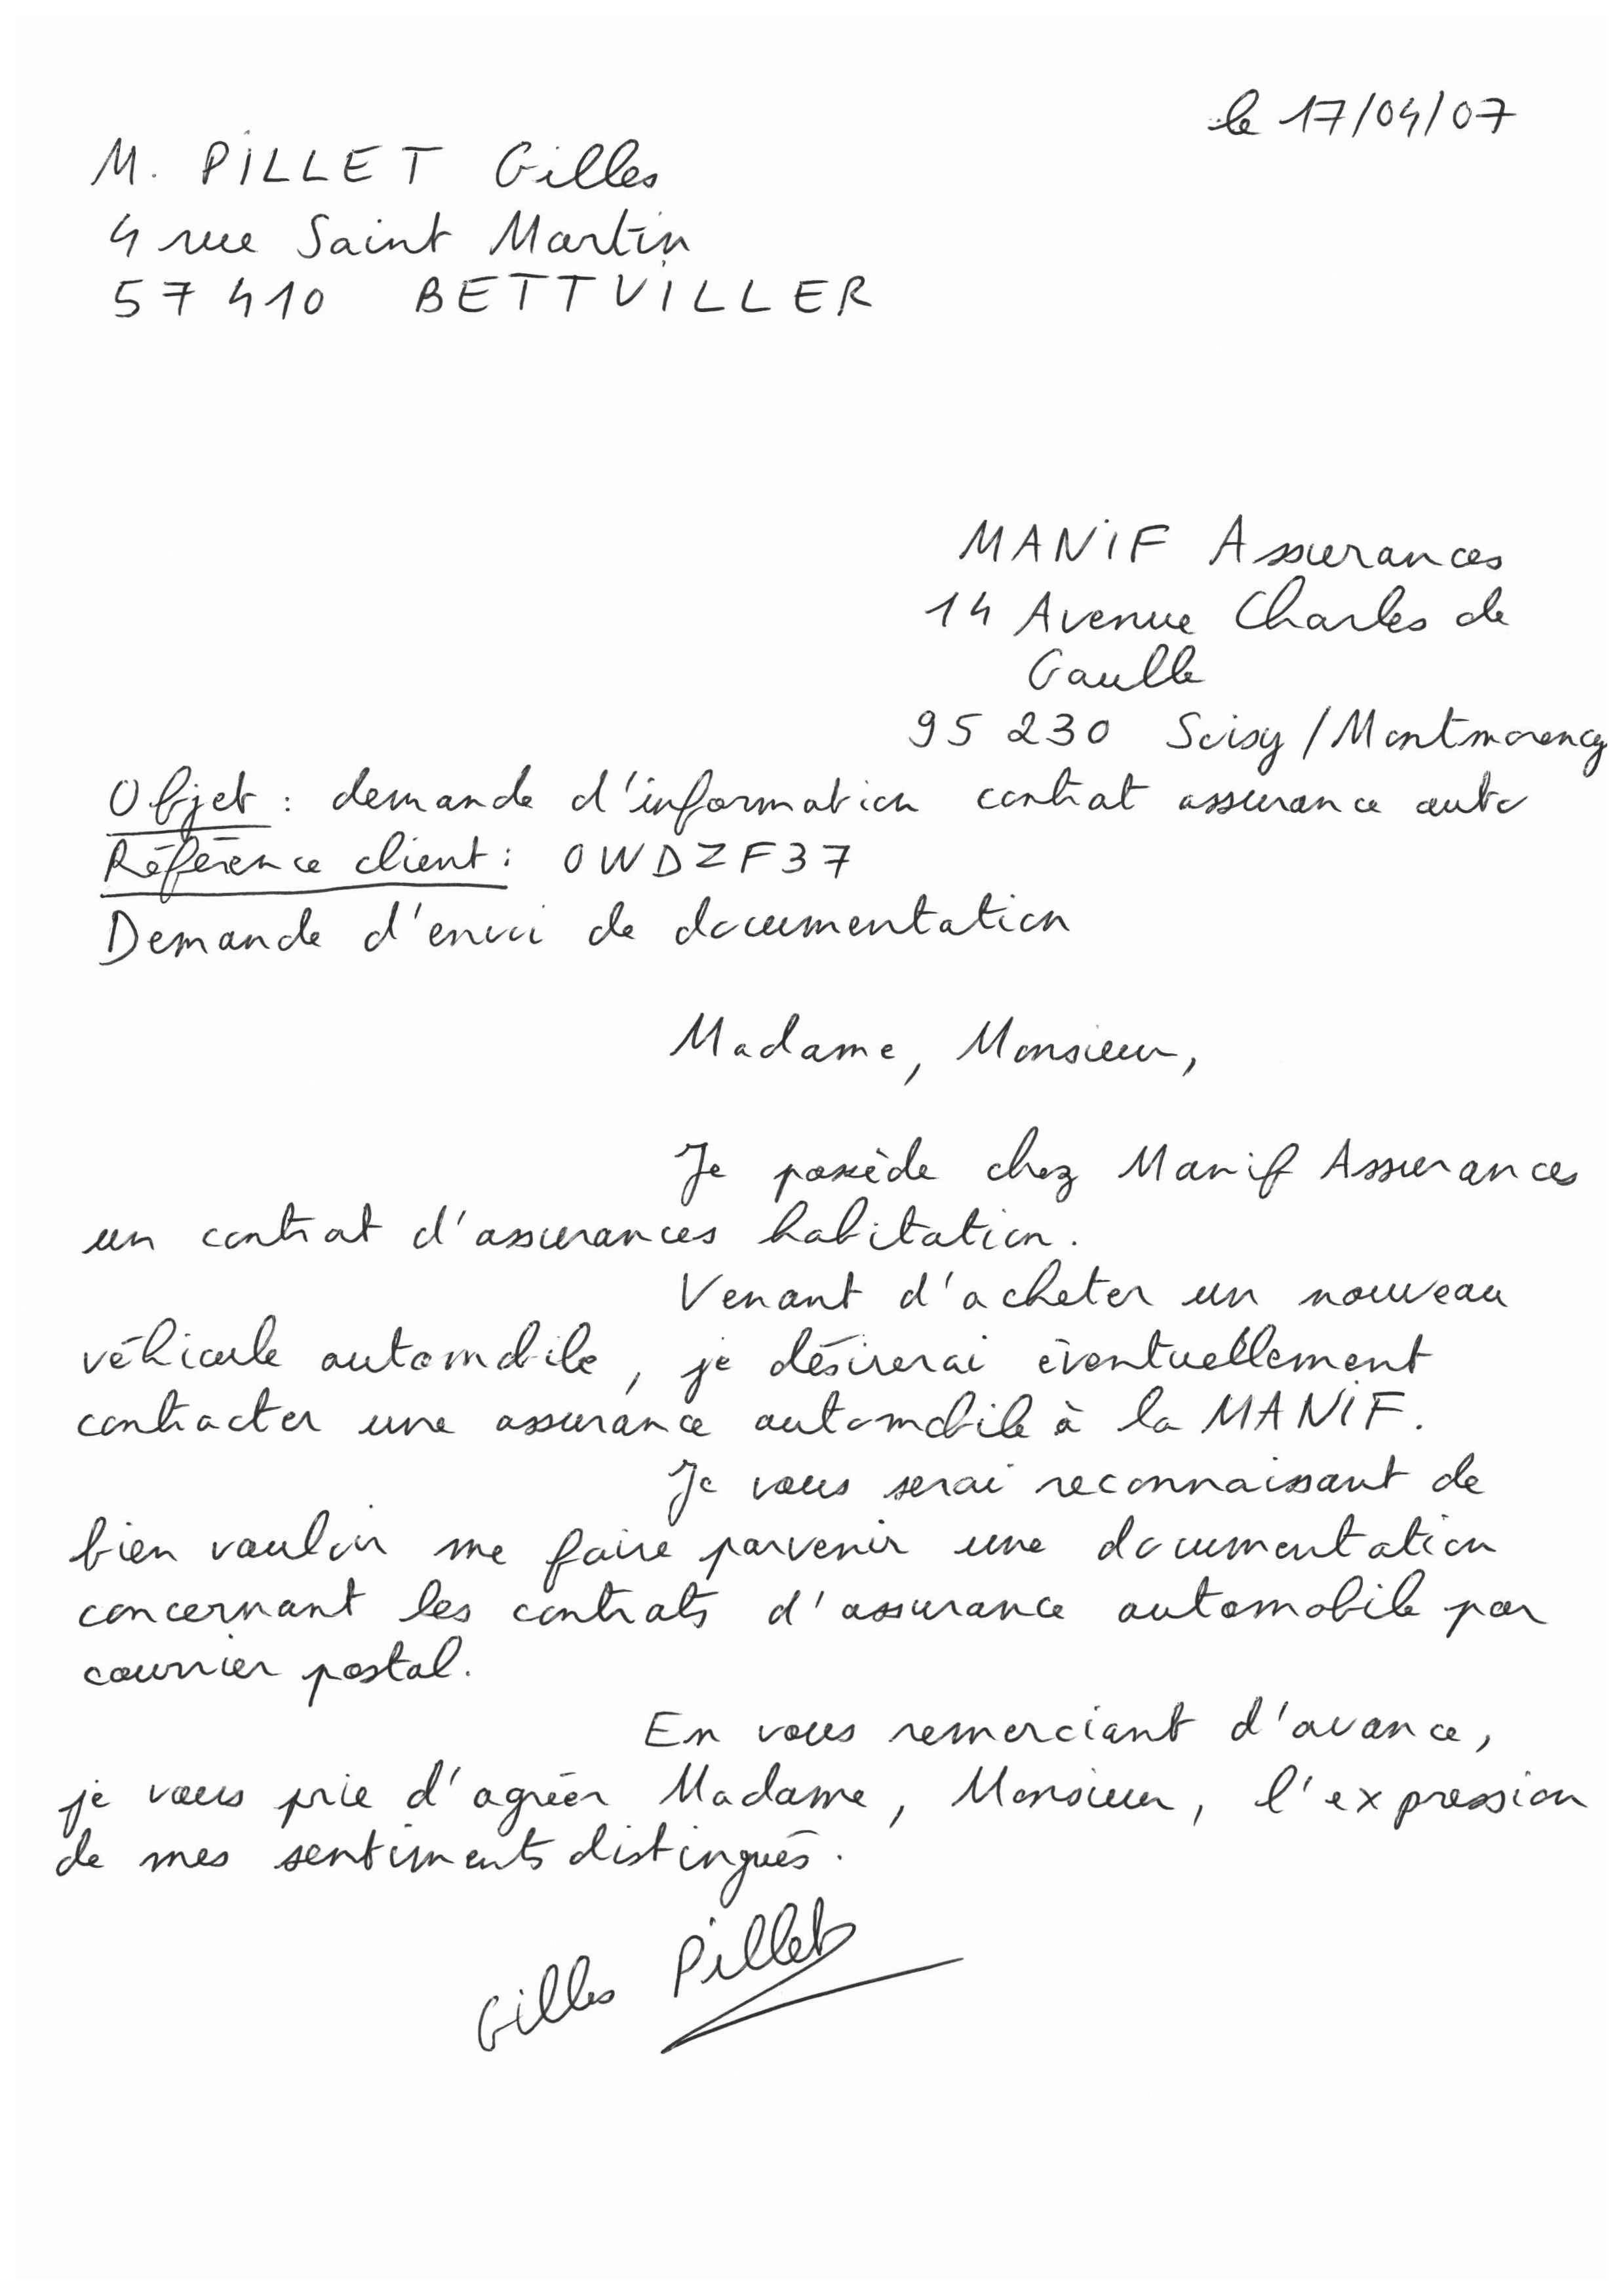 le 17/04/07
M. PILLET Gilles
4 rue Saint Martin
57410 BETTVILLER
MANIF Assurances
14 Avenue Charles de
Gaulle
95 230 Soisy / Montmorency
Objet : demande d'information contrat assurance auto
Référence client : 0WDZF37
Demande d'envoi de documentation
Madame, Monsieur,
Je possède chez Manif Assurances
un contrat d'assurances habitation.
Venant d'acheter un nouveau
véhicule automobile, je désirerai éventuellement
contracter une assurance automobile à la MANIF.
Je vous serai reconnaissant de
bien vouloir me faire parvenir une documentation
concernant les contrats d'assurance automobile par
courrier postal.
En vous remerciant d'avance,
je vous prie d'agréer Madame, Monsieur, l'expression
de mes sentiments distingués.
Gilles Pillet